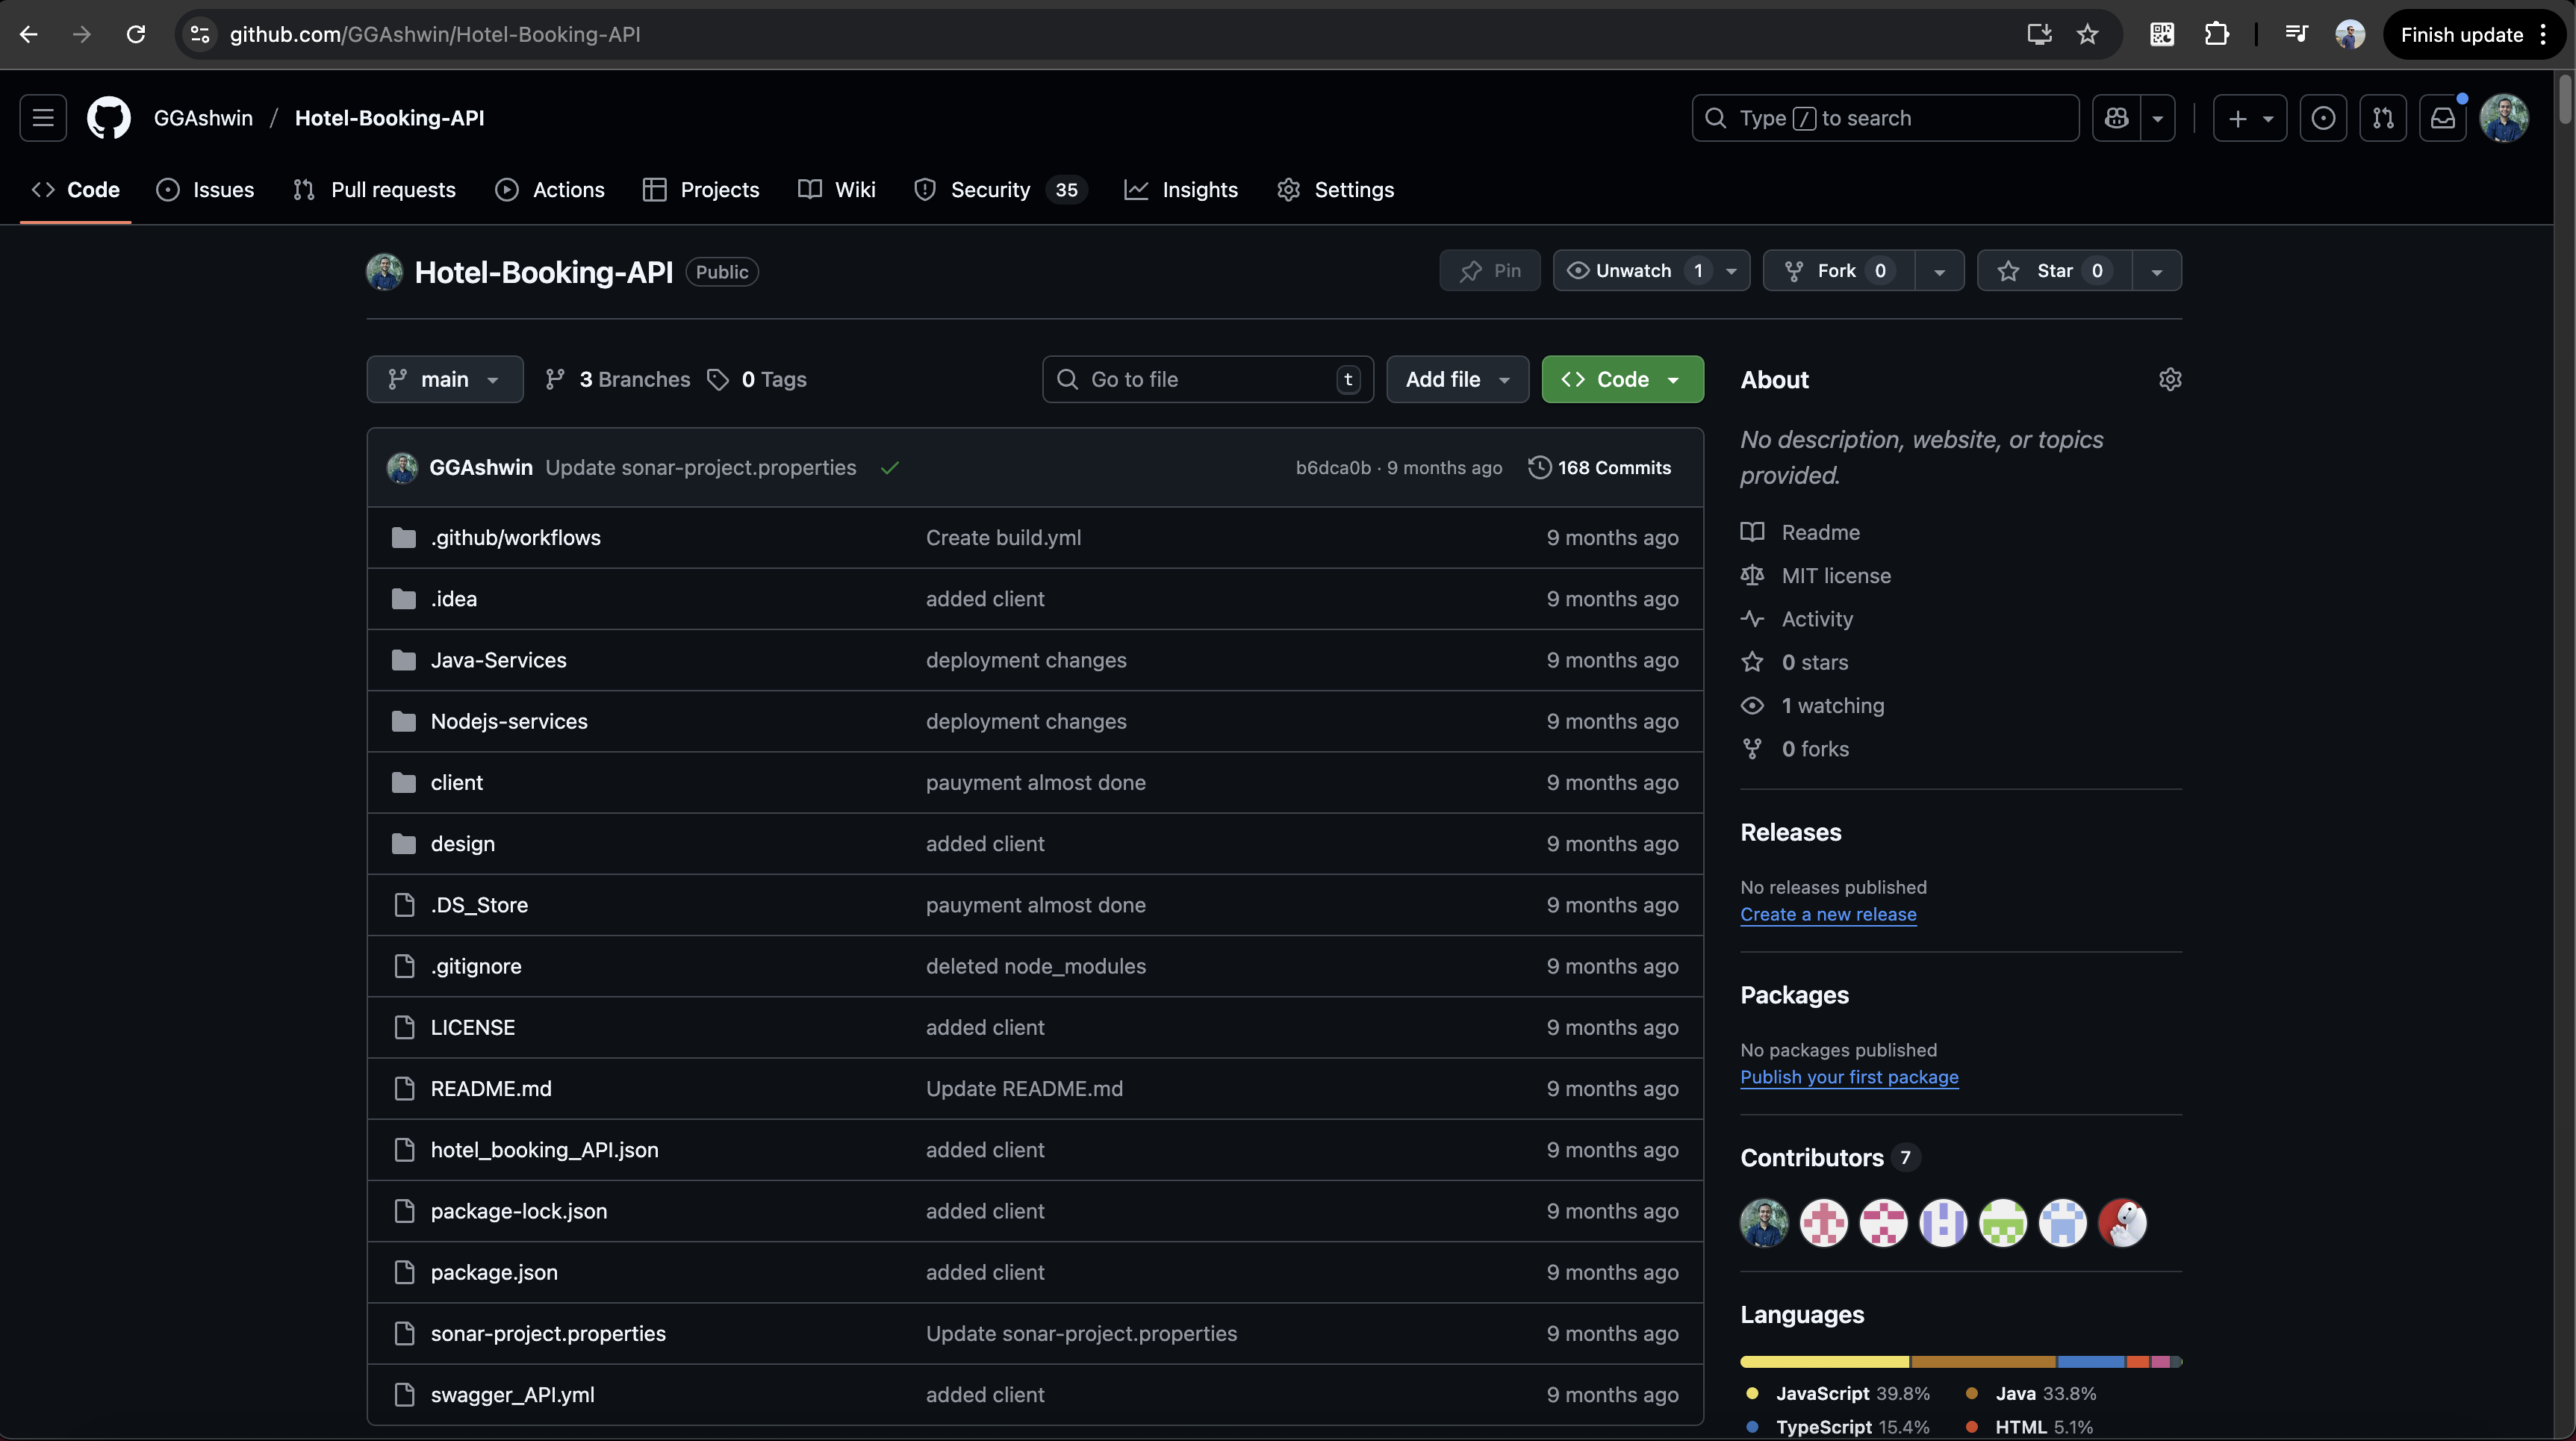 github.com/GGAshwin/Hotel-Booking-API
Finish update
GGAshwin / Hotel-Booking-API
Type / to search
Code Issues Pull requests Actions Projects Wiki Security 35 Insights Settings
Hotel-Booking-API Public
Pin Unwatch 1 Fork 0 Star 0
main 3 Branches 0 Tags
Go to file t Add file Code
GGAshwin Update sonar-project.properties b6dca0b · 9 months ago 168 Commits
.github/workflows Create build.yml 9 months ago
.idea added client 9 months ago
Java-Services deployment changes 9 months ago
Nodejs-services deployment changes 9 months ago
client pauyment almost done 9 months ago
design added client 9 months ago
.DS_Store pauyment almost done 9 months ago
.gitignore deleted node_modules 9 months ago
LICENSE added client 9 months ago
README.md Update README.md 9 months ago
hotel_booking_API.json added client 9 months ago
package-lock.json added client 9 months ago
package.json added client 9 months ago
sonar-project.properties Update sonar-project.properties 9 months ago
swagger_API.yml added client 9 months ago
About
No description, website, or topics
provided.
Readme
MIT license
Activity
0 stars
1 watching
0 forks
Releases
No releases published
Create a new release
Packages
No packages published
Publish your first package
Contributors 7
Languages
JavaScript 39.8% Java 33.8%
TypeScript 15.4% HTML 5.1%